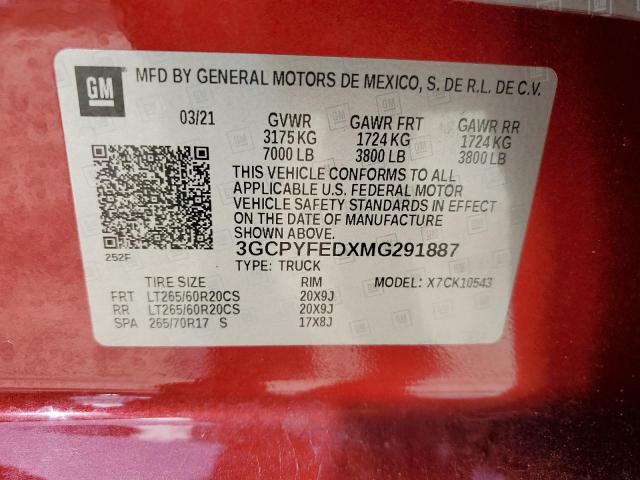 GM MFD BY GENERAL MOTORS DE MEXICO, S. DE R.L. DE C.V.
03/21 GVWR GAWR FRT GAWR RR
3175 KG 1724 KG 1724 KG
7000 LB 3800 LB 3800 LB
THIS VEHICLE CONFORMS TO ALL
APPLICABLE U.S. FEDERAL MOTOR
VEHICLE SAFETY STANDARDS IN EFFECT
ON THE DATE OF MANUFACTURE
SHOWN ABOVE.
3GCPYFEDXMG291887
252F
TYPE: TRUCK
TIRE SIZE RIM MODEL: X7CK10543
FRT LT265/60R20CS 20X9J
RR LT265/60R20CS 20X9J
SPA 265/70R17 S 17X8J